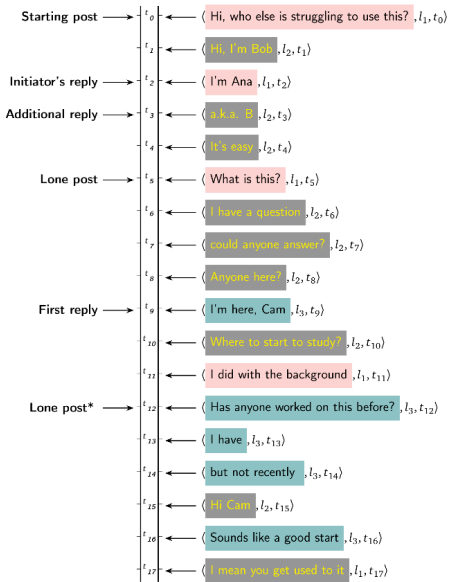 Starting post t0 ⟨ Hi, who else is struggling to use this? , l1, t0⟩
t1 ⟨ Hi, I'm Bob , l2, t1⟩
Initiator's reply t2 ⟨ I'm Ana , l1, t2⟩
Additional reply t3 ⟨ a.k.a. B , l2, t3⟩
t4 ⟨ It's easy , l2, t4⟩
Lone post t5 ⟨ What is this? , l1, t5⟩
t6 ⟨ I have a question , l2, t6⟩
t7 ⟨ could anyone answer? , l2, t7⟩
t8 ⟨ Anyone here? , l2, t8⟩
First reply t9 ⟨ I'm here, Cam , l3, t9⟩
t10 ⟨ Where to start to study? , l2, t10⟩
t11 ⟨ I did with the background , l1, t11⟩
Lone post* t12 ⟨ Has anyone worked on this before? , l3, t12⟩
t13 ⟨ I have , l3, t13⟩
t14 ⟨ but not recently , l3, t14⟩
t15 ⟨ Hi Cam , l2, t15⟩
t16 ⟨ Sounds like a good start , l3, t16⟩
t17 ⟨ I mean you get used to it , l1, t17⟩